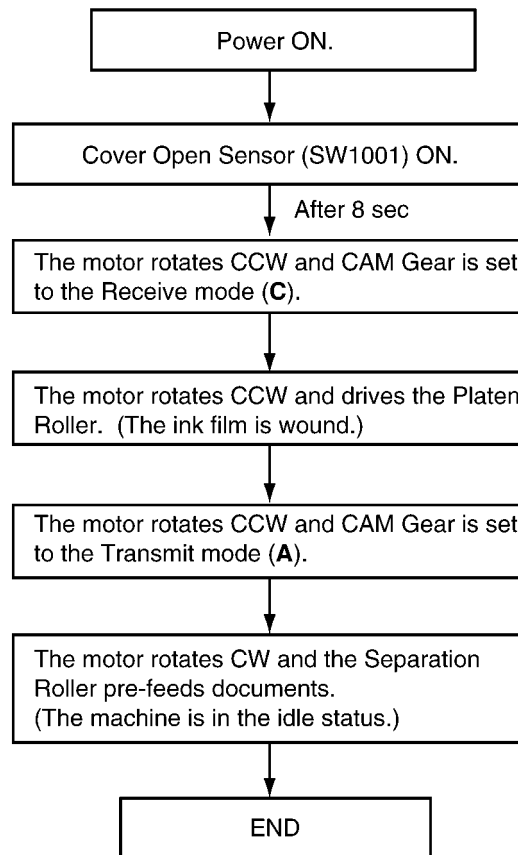 Power ON.
Cover Open Sensor (SW1001) ON.
After 8 sec
The motor rotates CCW and CAM Gear is set
to the Receive mode (C).
The motor rotates CCW and drives the Platen
Roller.  (The ink film is wound.)
The motor rotates CCW and CAM Gear is set
to the Transmit mode (A).
The motor rotates CW and the Separation
Roller pre-feeds documents.
(The machine is in the idle status.)
END